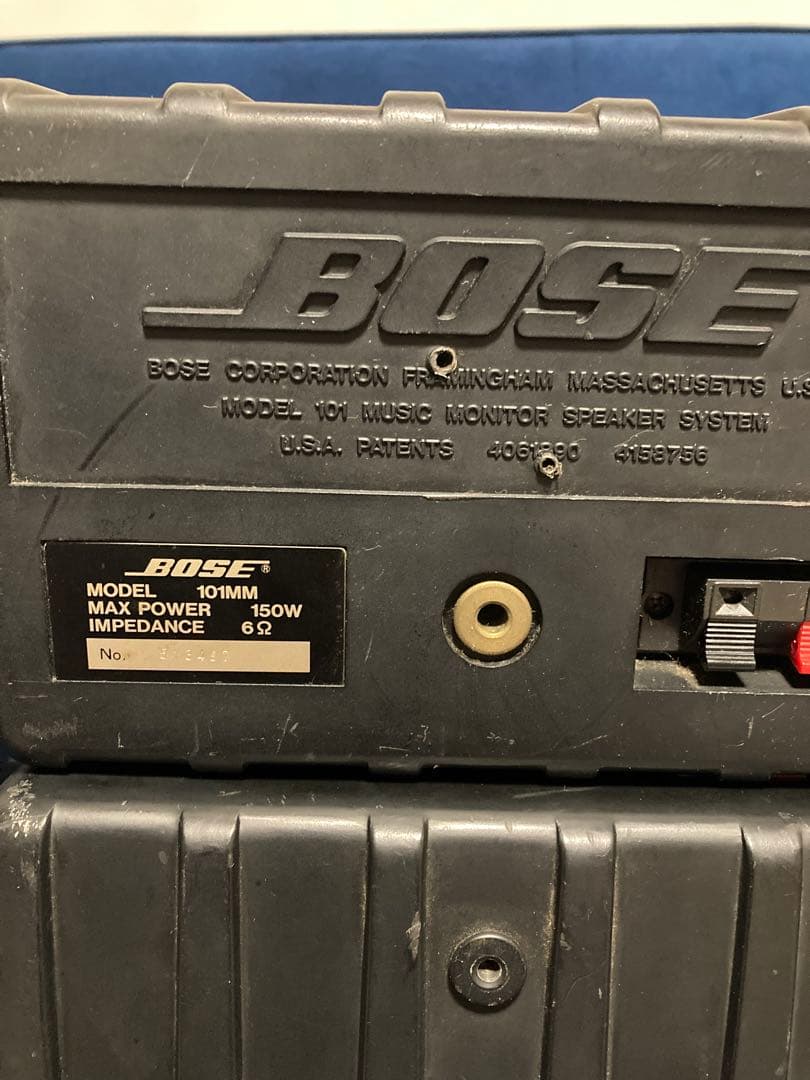 BOSE
BOSE CORPORATION FRAMINGHAM MASSACHUSETTS U.S
MODEL 101 MUSIC MONITOR SPEAKER SYSTEM
U.S.A. PATENTS 4158756
BOSE®
MODEL 101MM
MAX POWER 150W
IMPEDANCE 6Ω
No.